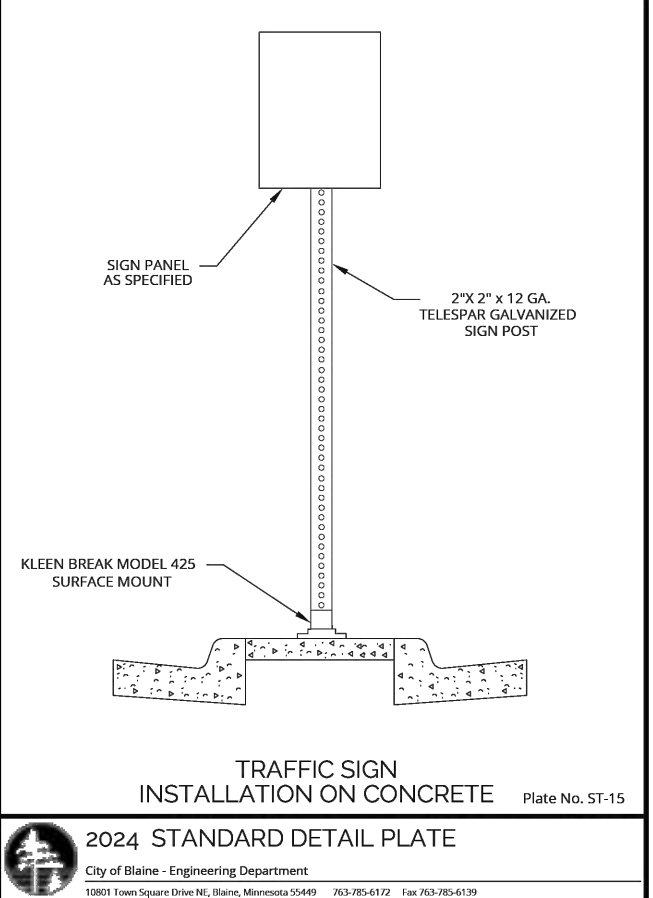 SIGN PANEL
AS SPECIFIED
2"X 2" x 12 GA.
TELESPAR GALVANIZED
SIGN POST
KLEEN BREAK MODEL 425
SURFACE MOUNT
TRAFFIC SIGN
INSTALLATION ON CONCRETE
Plate No. ST-15
2024 STANDARD DETAIL PLATE
City of Blaine - Engineering Department
10801 Town Square Drive NE, Blaine, Minnesota 55449 763-785-6172 Fax 763-785-6139